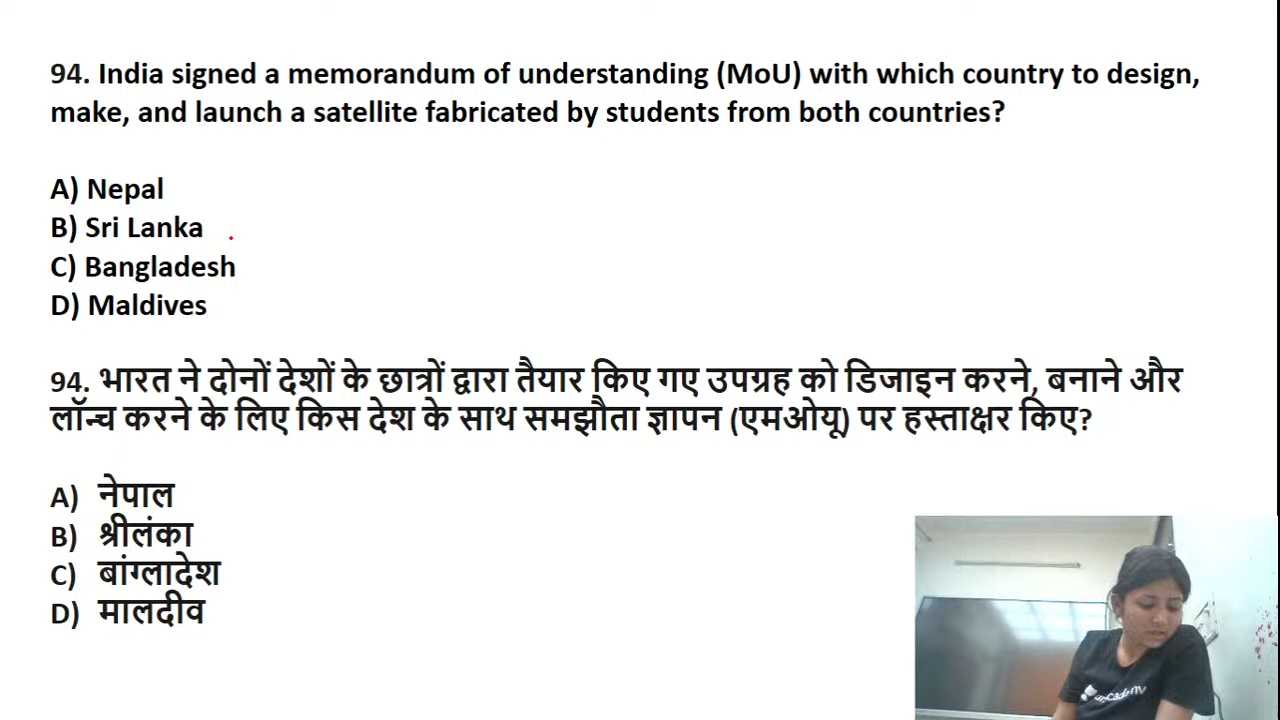 94. India signed a memorandum of understanding (MoU) with which country to design,
make, and launch a satellite fabricated by students from both countries?
A) Nepal
B) Sri Lanka
C) Bangladesh
D) Maldives
94. भारत ने दोनों देशों के छात्रों द्वारा तैयार किए गए उपग्रह को डिजाइन करने, बनाने और
लॉन्च करने के लिए किस देश के साथ समझौता ज्ञापन (एमओयू) पर हस्ताक्षर किए?
A) नेपाल
B) श्रीलंका
C) बांग्लादेश
D) मालदीव